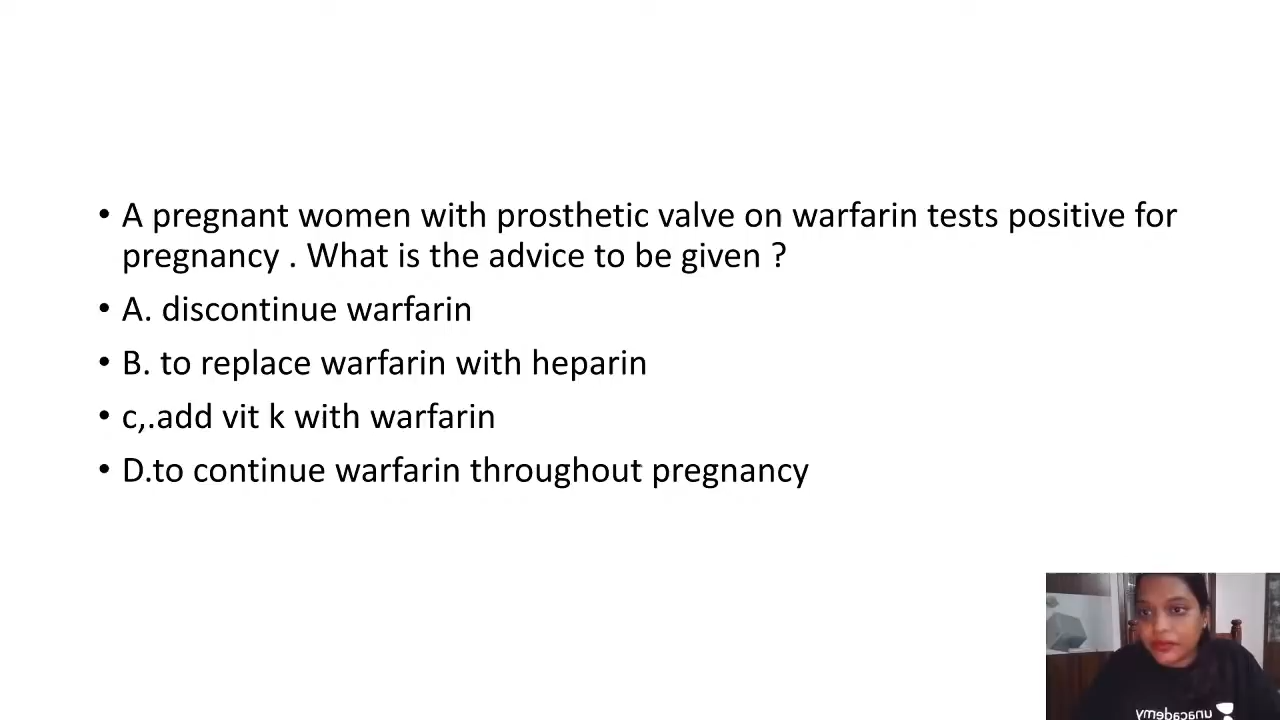 • A pregnant women with prosthetic valve on warfarin tests positive for
pregnancy . What is the advice to be given ?
• A. discontinue warfarin
• B. to replace warfarin with heparin
• c,.add vit k with warfarin
• D.to continue warfarin throughout pregnancy
unacademy